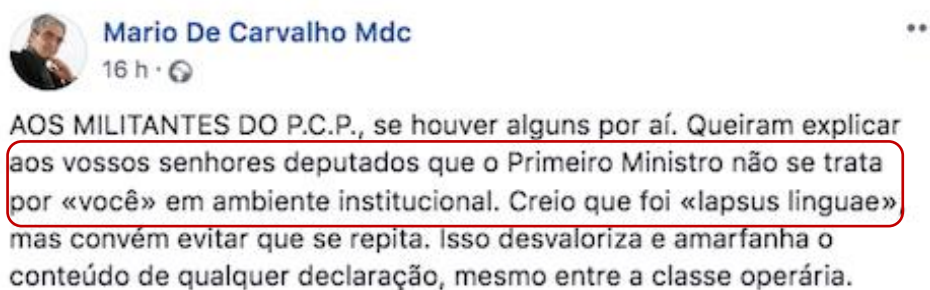 Mario De Carvalho Mdc
16 h ·
AOS MILITANTES DO P.C.P., se houver alguns por aí. Queiram explicar
aos vossos senhores deputados que o Primeiro Ministro não se trata
por «você» em ambiente institucional. Creio que foi «lapsus linguae»,
mas convém evitar que se repita. Isso desvaloriza e amarfanha o
conteúdo de qualquer declaração, mesmo entre a classe operária.